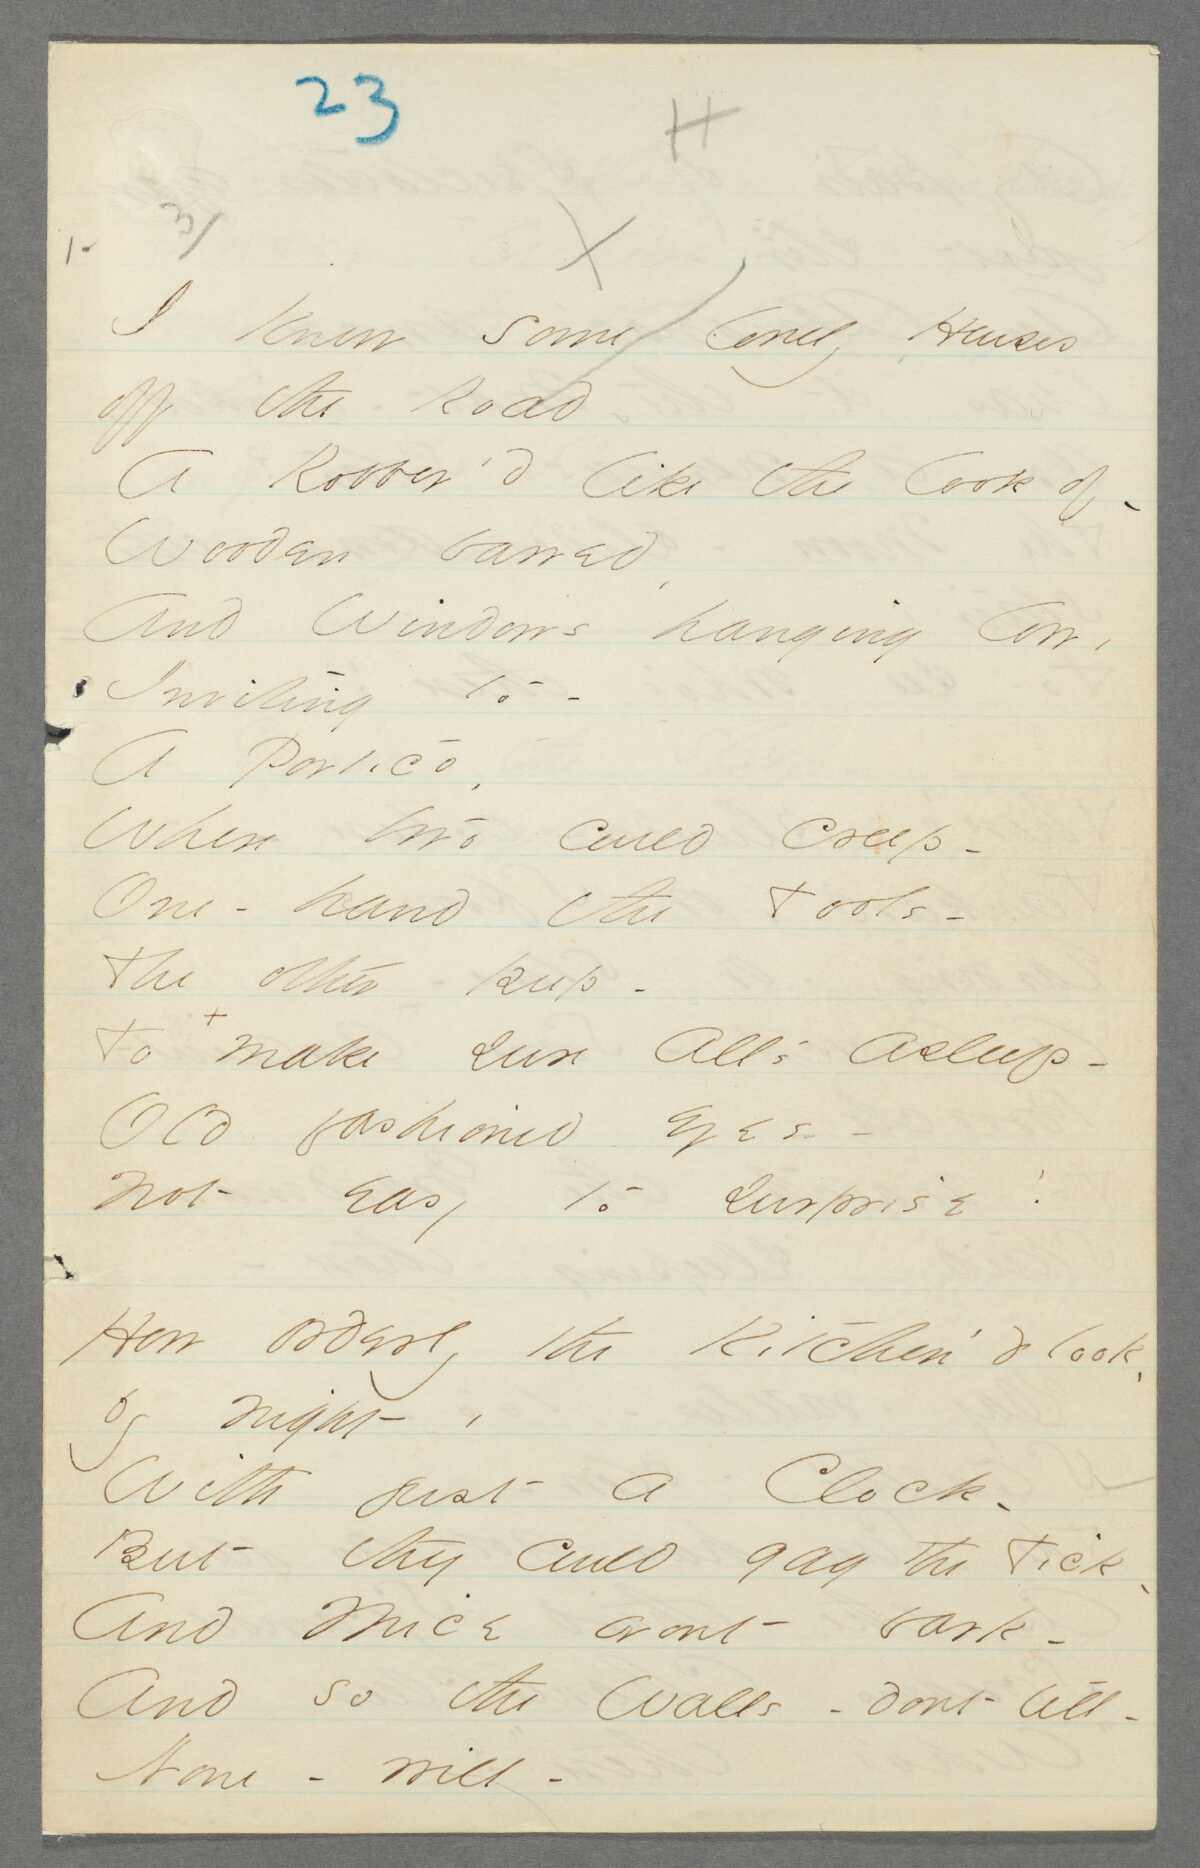 23
H
1-
31
X
I know some lonely Houses
off the Road
A Robber'd like the look of -
Wooden barred,
And Windows hanging low,
Inviting to -
A Portico,
Where two could creep -
One - hand the Tools -
The other - peep -
To + make sure All's Asleep -
Old fashioned eyes -
Not easy to surprise!
How orderly the Kitchen'd look,
by night,
With just a Clock -
But they could gag the Tick -
And Mice wont bark -
And so the Walls - dont tell -
None - will -